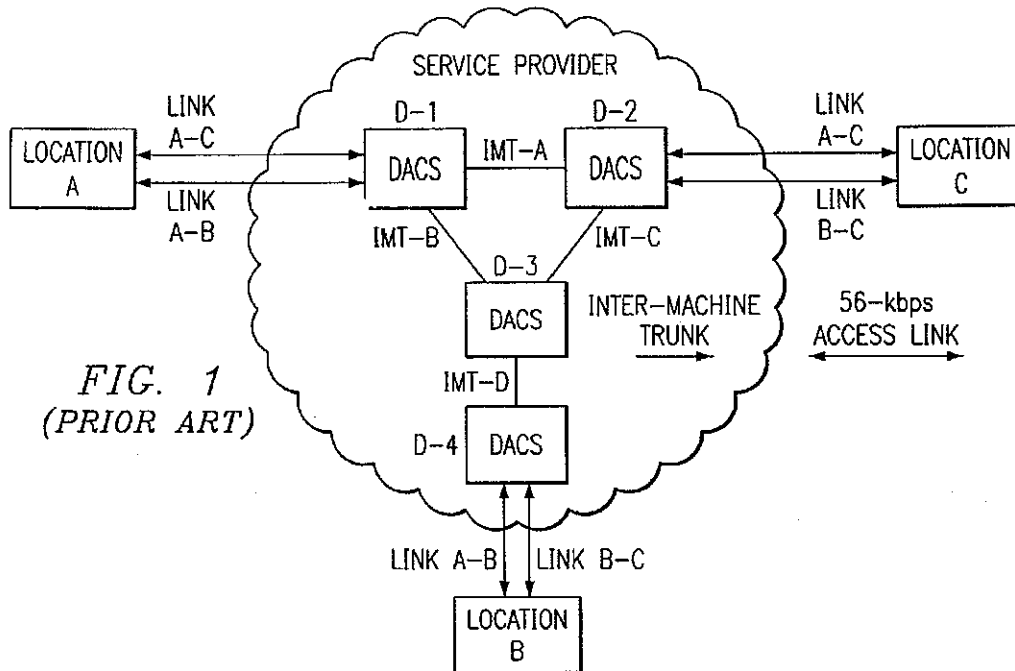 SERVICE PROVIDER
LINK
A-C
D-1
D-2
LINK
A-C
LOCATION
A
DACS
IMT-A
DACS
LOCATION
C
LINK
A-B
LINK
B-C
IMT-B
IMT-C
D-3
DACS
INTER-MACHINE
TRUNK
56-kbps
ACCESS LINK
FIG. 1
(PRIOR ART)
IMT-D
D-4
DACS
LINK A-B
LINK B-C
LOCATION
B